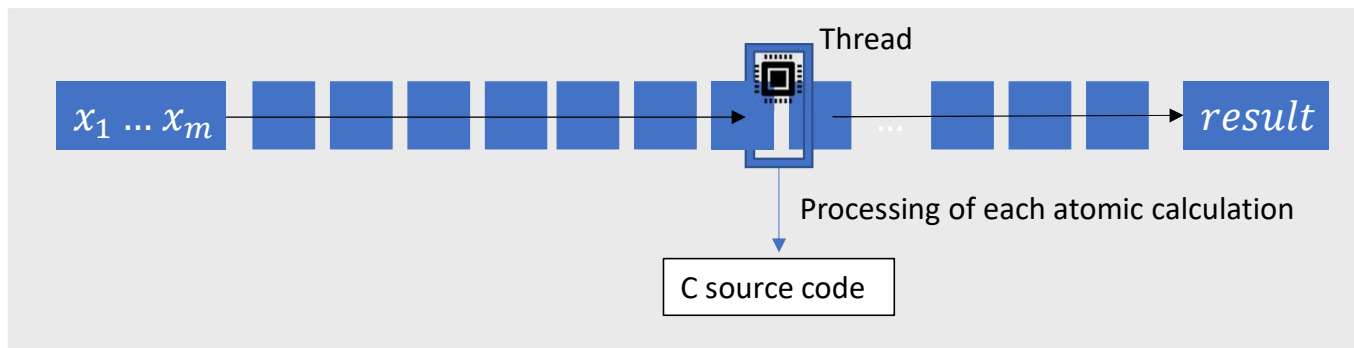 Thread
x₁ … xₘ
...
result
Processing of each atomic calculation
C source code